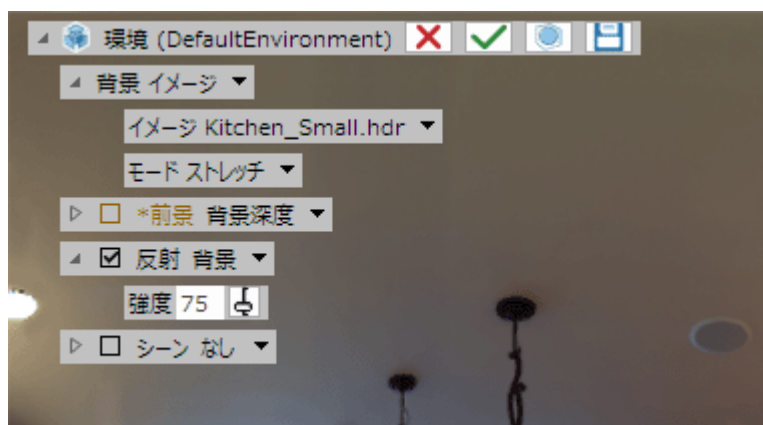 環境 (DefaultEnvironment)
背景 イメージ
イメージ Kitchen_Small.hdr
モード ストレッチ
*前景 背景深度
反射 背景
強度 75
シーン なし